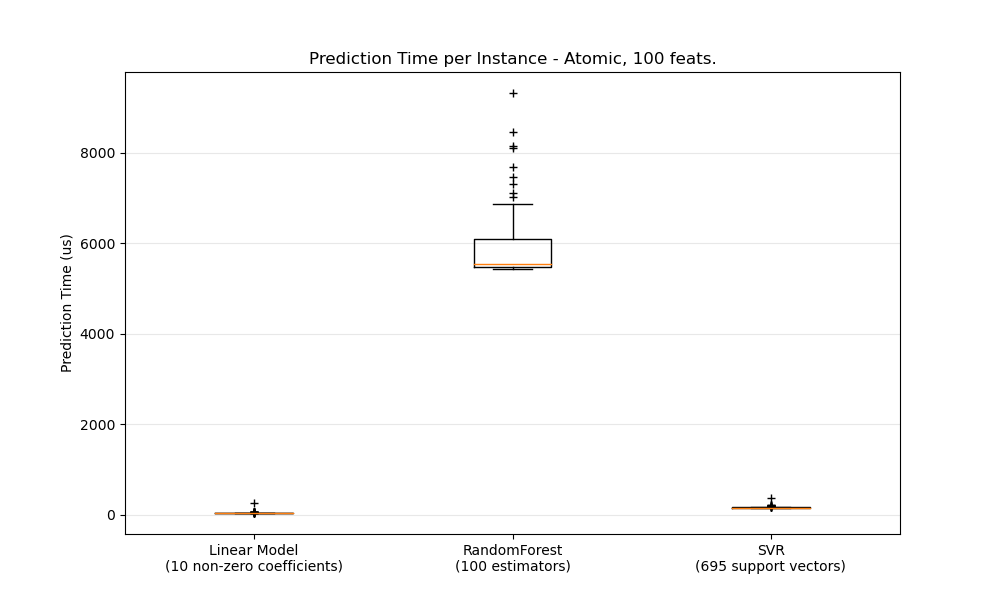 Prediction Time per Instance - Atomic, 100 feats.
Prediction Time (us)
8000
6000
4000
2000
0
Linear Model
(10 non-zero coefficients)
RandomForest
(100 estimators)
SVR
(695 support vectors)